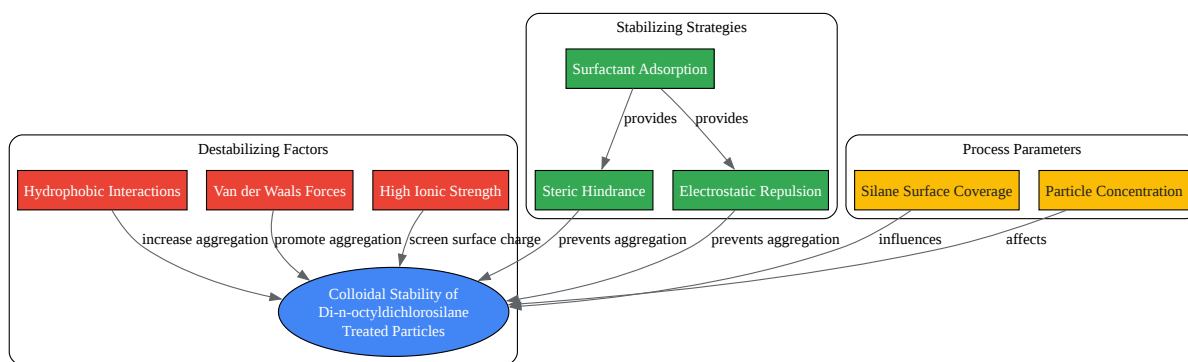 Stabilizing Strategies
Surfactant Adsorption
provides
provides
Destabilizing Factors
Process Parameters
Hydrophobic Interactions
Van der Waals Forces
High Ionic Strength
Steric Hindrance
Electrostatic Repulsion
Silane Surface Coverage
Particle Concentration
increase aggregation
promote aggregation
screen surface charge
prevents aggregation
prevents aggregation
influences
affects
Colloidal Stability of
Di-n-octyldichlorosilane
Treated Particles